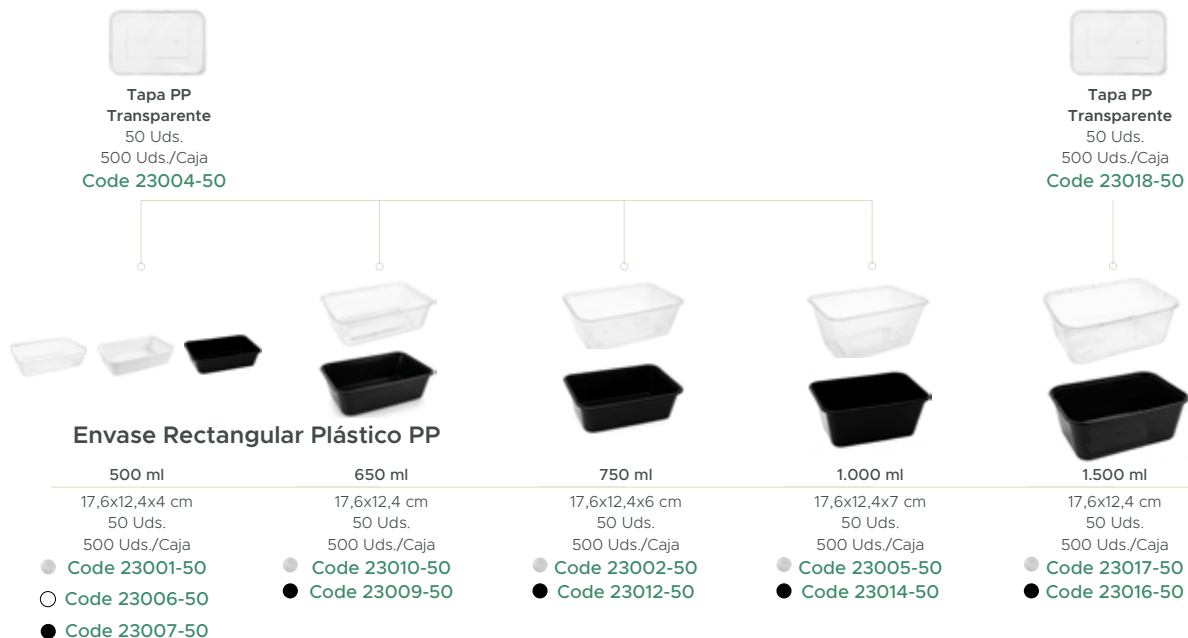 Tapa PP
Transparente
50 Uds.
500 Uds./Caja
Code 23004-50
Tapa PP
Transparente
50 Uds.
500 Uds./Caja
Code 23018-50
Envase Rectangular Plástico PP
500 ml
17,6x12,4x4 cm
50 Uds.
500 Uds./Caja
Code 23001-50
Code 23006-50
Code 23007-50
650 ml
17,6x12,4 cm
50 Uds.
500 Uds./Caja
Code 23010-50
Code 23009-50
750 ml
17,6x12,4x6 cm
50 Uds.
500 Uds./Caja
Code 23002-50
Code 23012-50
1.000 ml
17,6x12,4x7 cm
50 Uds.
500 Uds./Caja
Code 23005-50
Code 23014-50
1.500 ml
17,6x12,4 cm
50 Uds.
500 Uds./Caja
Code 23017-50
Code 23016-50